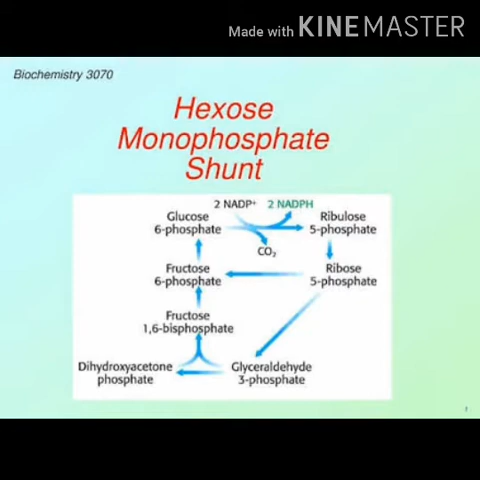 Made with KINEMASTER
Biochemistry 3070
Hexose
Monophosphate
Shunt
2 NADP+ 2 NADPH
Glucose
6-phosphate
Ribulose
5-phosphate
CO₂
Fructose
6-phosphate
Ribose
5-phosphate
Fructose
1,6-bisphosphate
Dihydroxyacetone
phosphate
Glyceraldehyde
3-phosphate